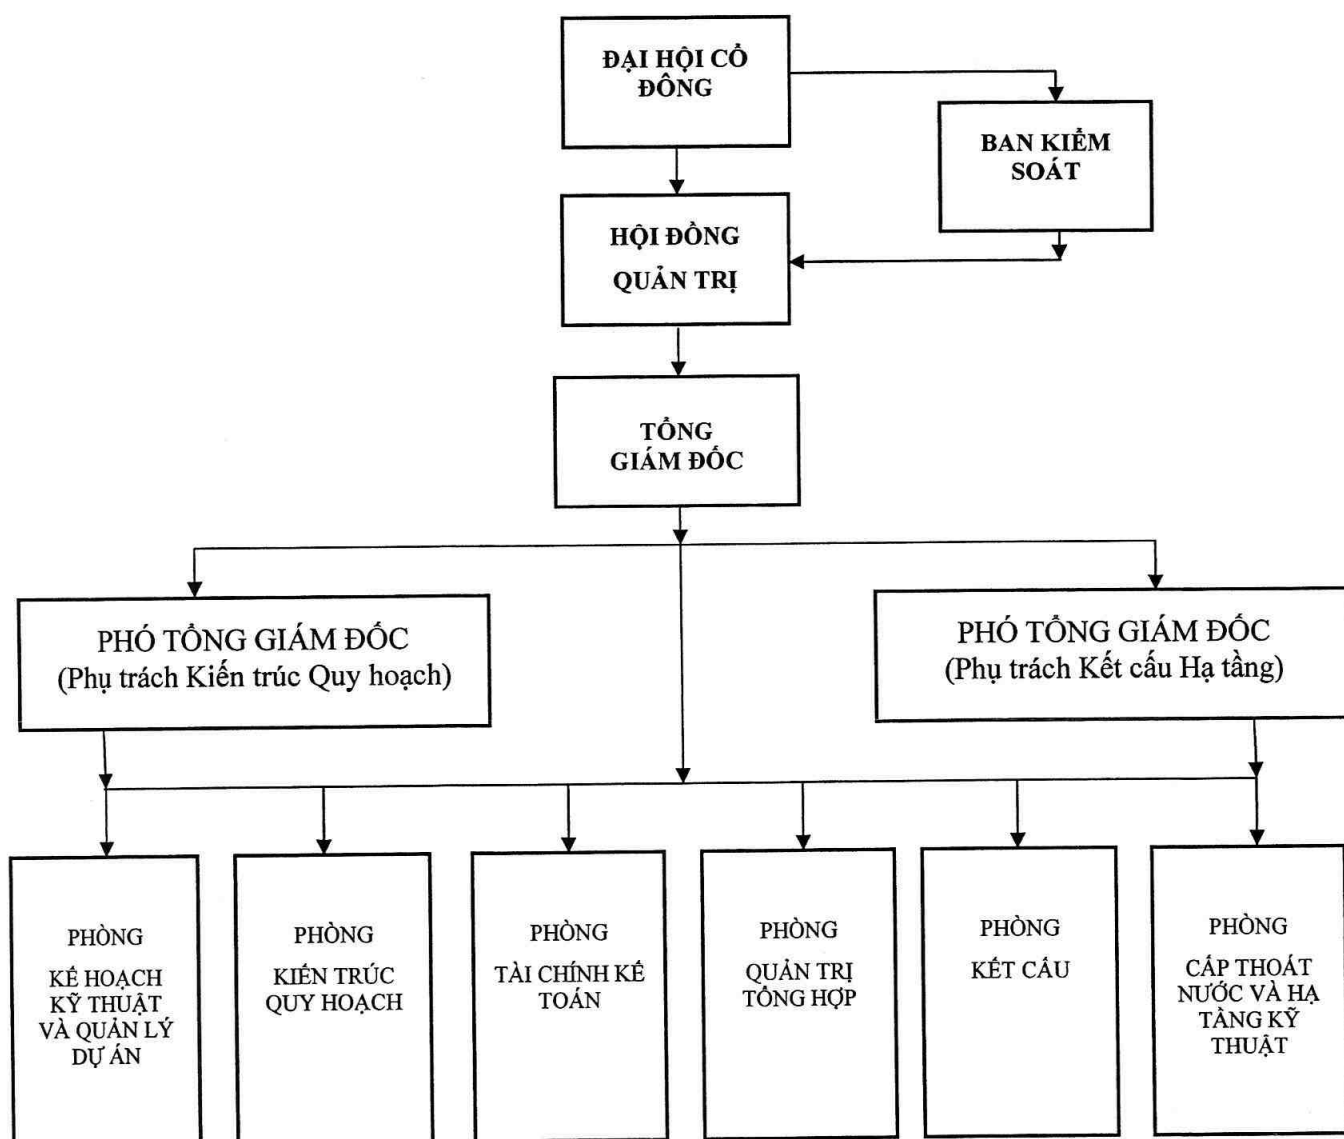 ĐẠI HỘI CỔ
ĐÔNG
BAN KIỂM
SOÁT
HỘI ĐỒNG
QUẢN TRỊ
TỔNG
GIÁM ĐỐC
PHÓ TỔNG GIÁM ĐỐC
(Phụ trách Kiến trúc Quy hoạch)
PHÓ TỔNG GIÁM ĐỐC
(Phụ trách Kết cấu Hạ tầng)
PHÒNG
KẾ HOẠCH
KỸ THUẬT
VÀ QUẢN LÝ
DỰ ÁN
PHÒNG
KIẾN TRÚC
QUY HOẠCH
PHÒNG
TÀI CHÍNH KẾ
TOÁN
PHÒNG
QUẢN TRỊ
TỔNG HỢP
PHÒNG
KẾT CẤU
PHÒNG
CẤP THOÁT
NƯỚC VÀ HẠ
TẦNG KỸ
THUẬT